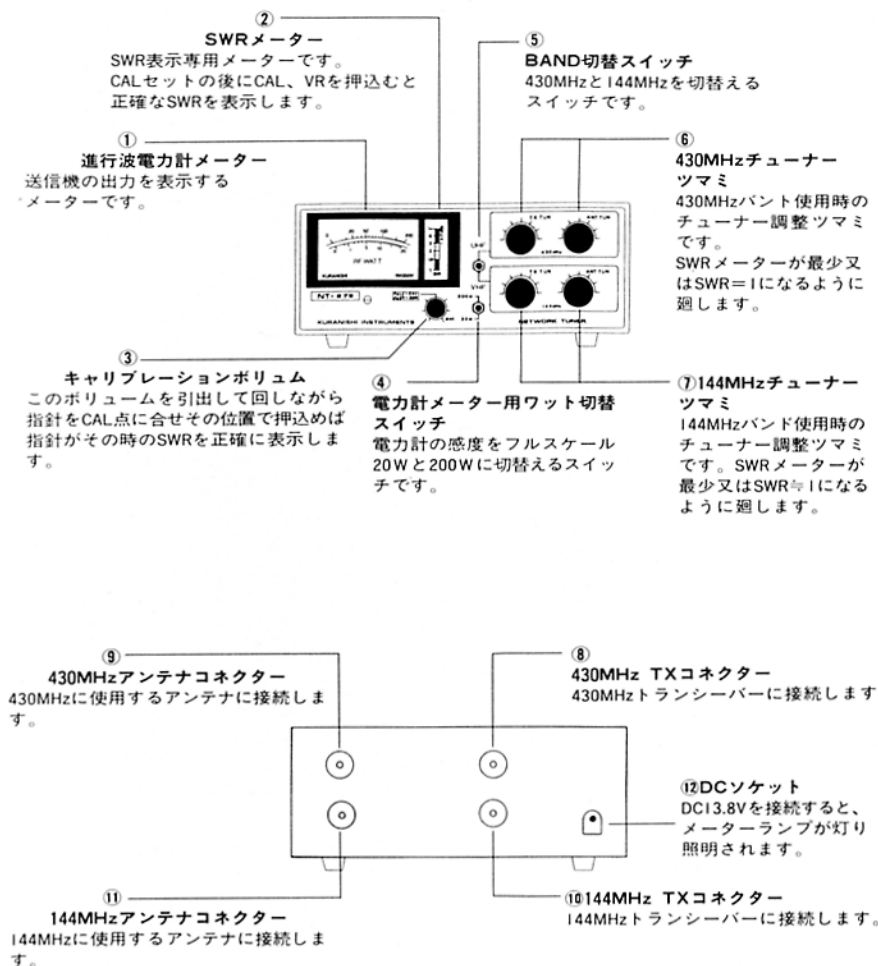 ②
SWRメーター
SWR表示専用メーターです。
CALセットの後にCAL、VRを押込むと
正確なSWRを表示します。
⑤
BAND切替スイッチ
430MHzと144MHzを切替える
スイッチです。
①
進行波電力計メーター
送信機の出力を表示する
メーターです。
⑥
430MHzチューナー
ツマミ
430MHzバント使用時の
チューナー調整ツマミ
です。
SWRメーターが最少又
はSWR＝1になるように
廻します。
RF WATT
KURANISHI
UHF
VHF
TX TUN
ANT TUN
430MHz
TX TUN
ANT TUN
144MHz
200W
20W
KURANISHI INSTRUMENTS
NETWORK TUNER
③
キャリブレーションボリュム
このボリュームを引出して回しながら
指針をCAL点に合せその位置で押込めば
指針がその時のSWRを正確に表示しま
す。
④
電力計メーター用ワット切替
スイッチ
電力計の感度をフルスケール
20Wと200Wに切替えるスイッ
チです。
⑦144MHzチューナー
ツマミ
144MHzバンド使用時の
チューナー調整ツマミ
です。SWRメーターが
最少又はSWR≒1になる
ように廻します。
⑨
430MHzアンテナコネクター
430MHzに使用するアンテナに接続しま
す。
⑧
430MHz TXコネクター
430MHzトランシーバーに接続します
⑫DCソケット
DC13.8Vを接続すると、
メーターランプが灯り
照明されます。
⑪
144MHzアンテナコネクター
144MHzに使用するアンテナに接続しま
す。
⑩144MHz TXコネクター
144MHzトランシーバーに接続します。